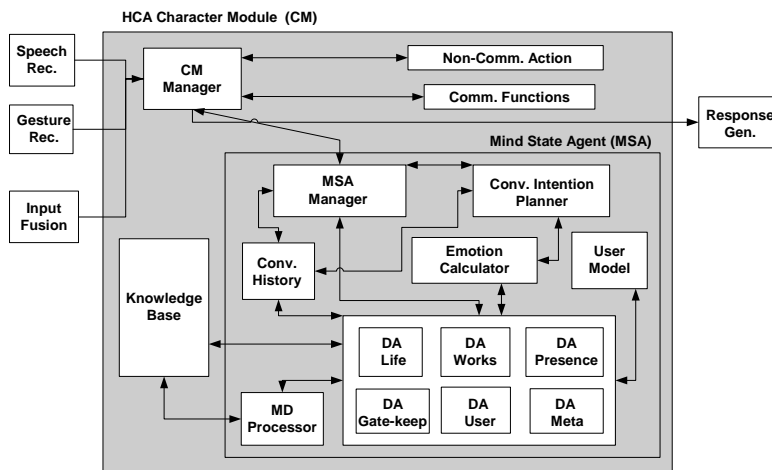 HCA Character Module (CM)
Speech
Rec.
CM
Manager
Non-Comm. Action
Comm. Functions
Gesture
Rec.
Response
Gen.
Mind State Agent (MSA)
MSA
Manager
Conv. Intention
Planner
Input
Fusion
Conv.
History
Emotion
Calculator
User
Model
Knowledge
Base
DA
Life
DA
Works
DA
Presence
DA
Gate-keep
DA
User
DA
Meta
MD
Processor